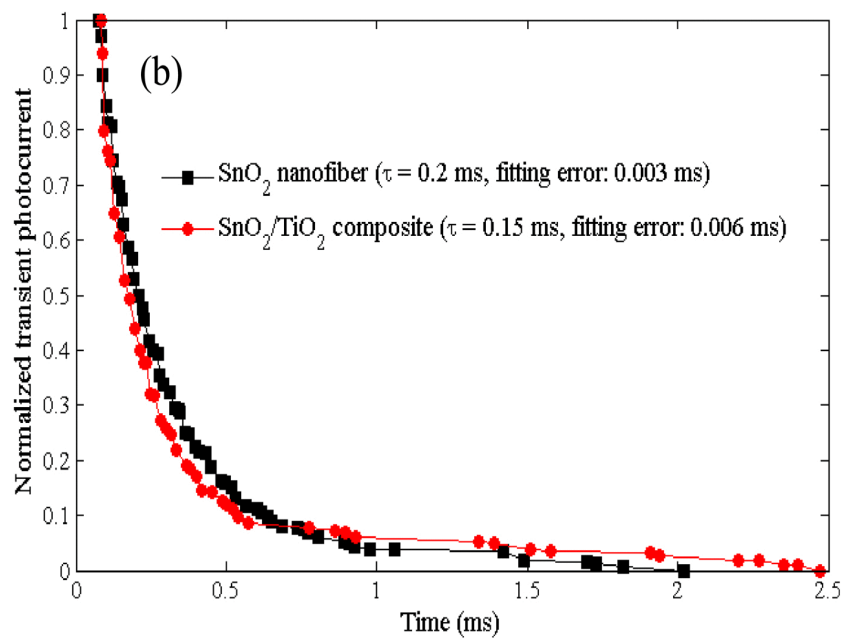 (b)
Normalized transient photocurrent
1
0.9
0.8
0.7
0.6
0.5
0.4
0.3
0.2
0.1
0
SnO2 nanofiber (τ = 0.2 ms, fitting error: 0.003 ms)
SnO2/TiO2 composite (τ = 0.15 ms, fitting error: 0.006 ms)
0 0.5 1 1.5 2 2.5
Time (ms)